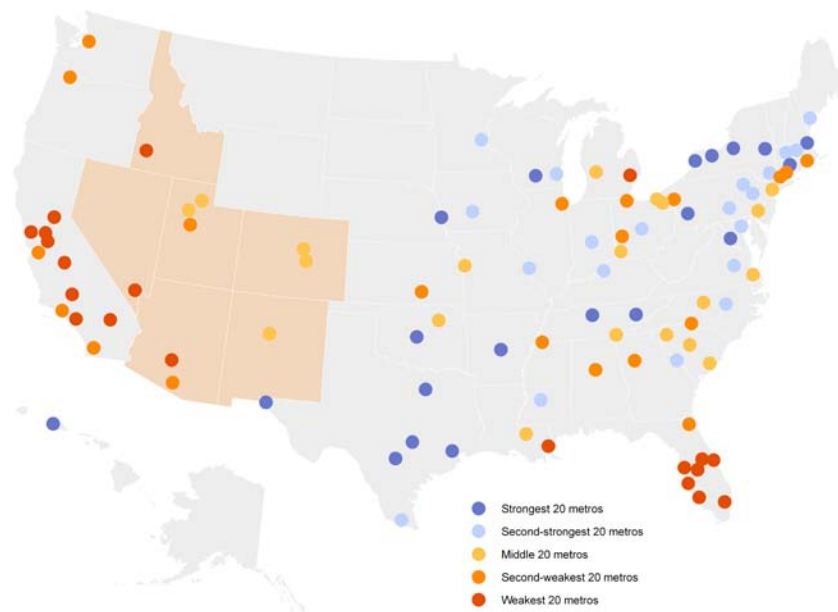 Strongest 20 metros
Second-strongest 20 metros
Middle 20 metros
Second-weakest 20 metros
Weakest 20 metros